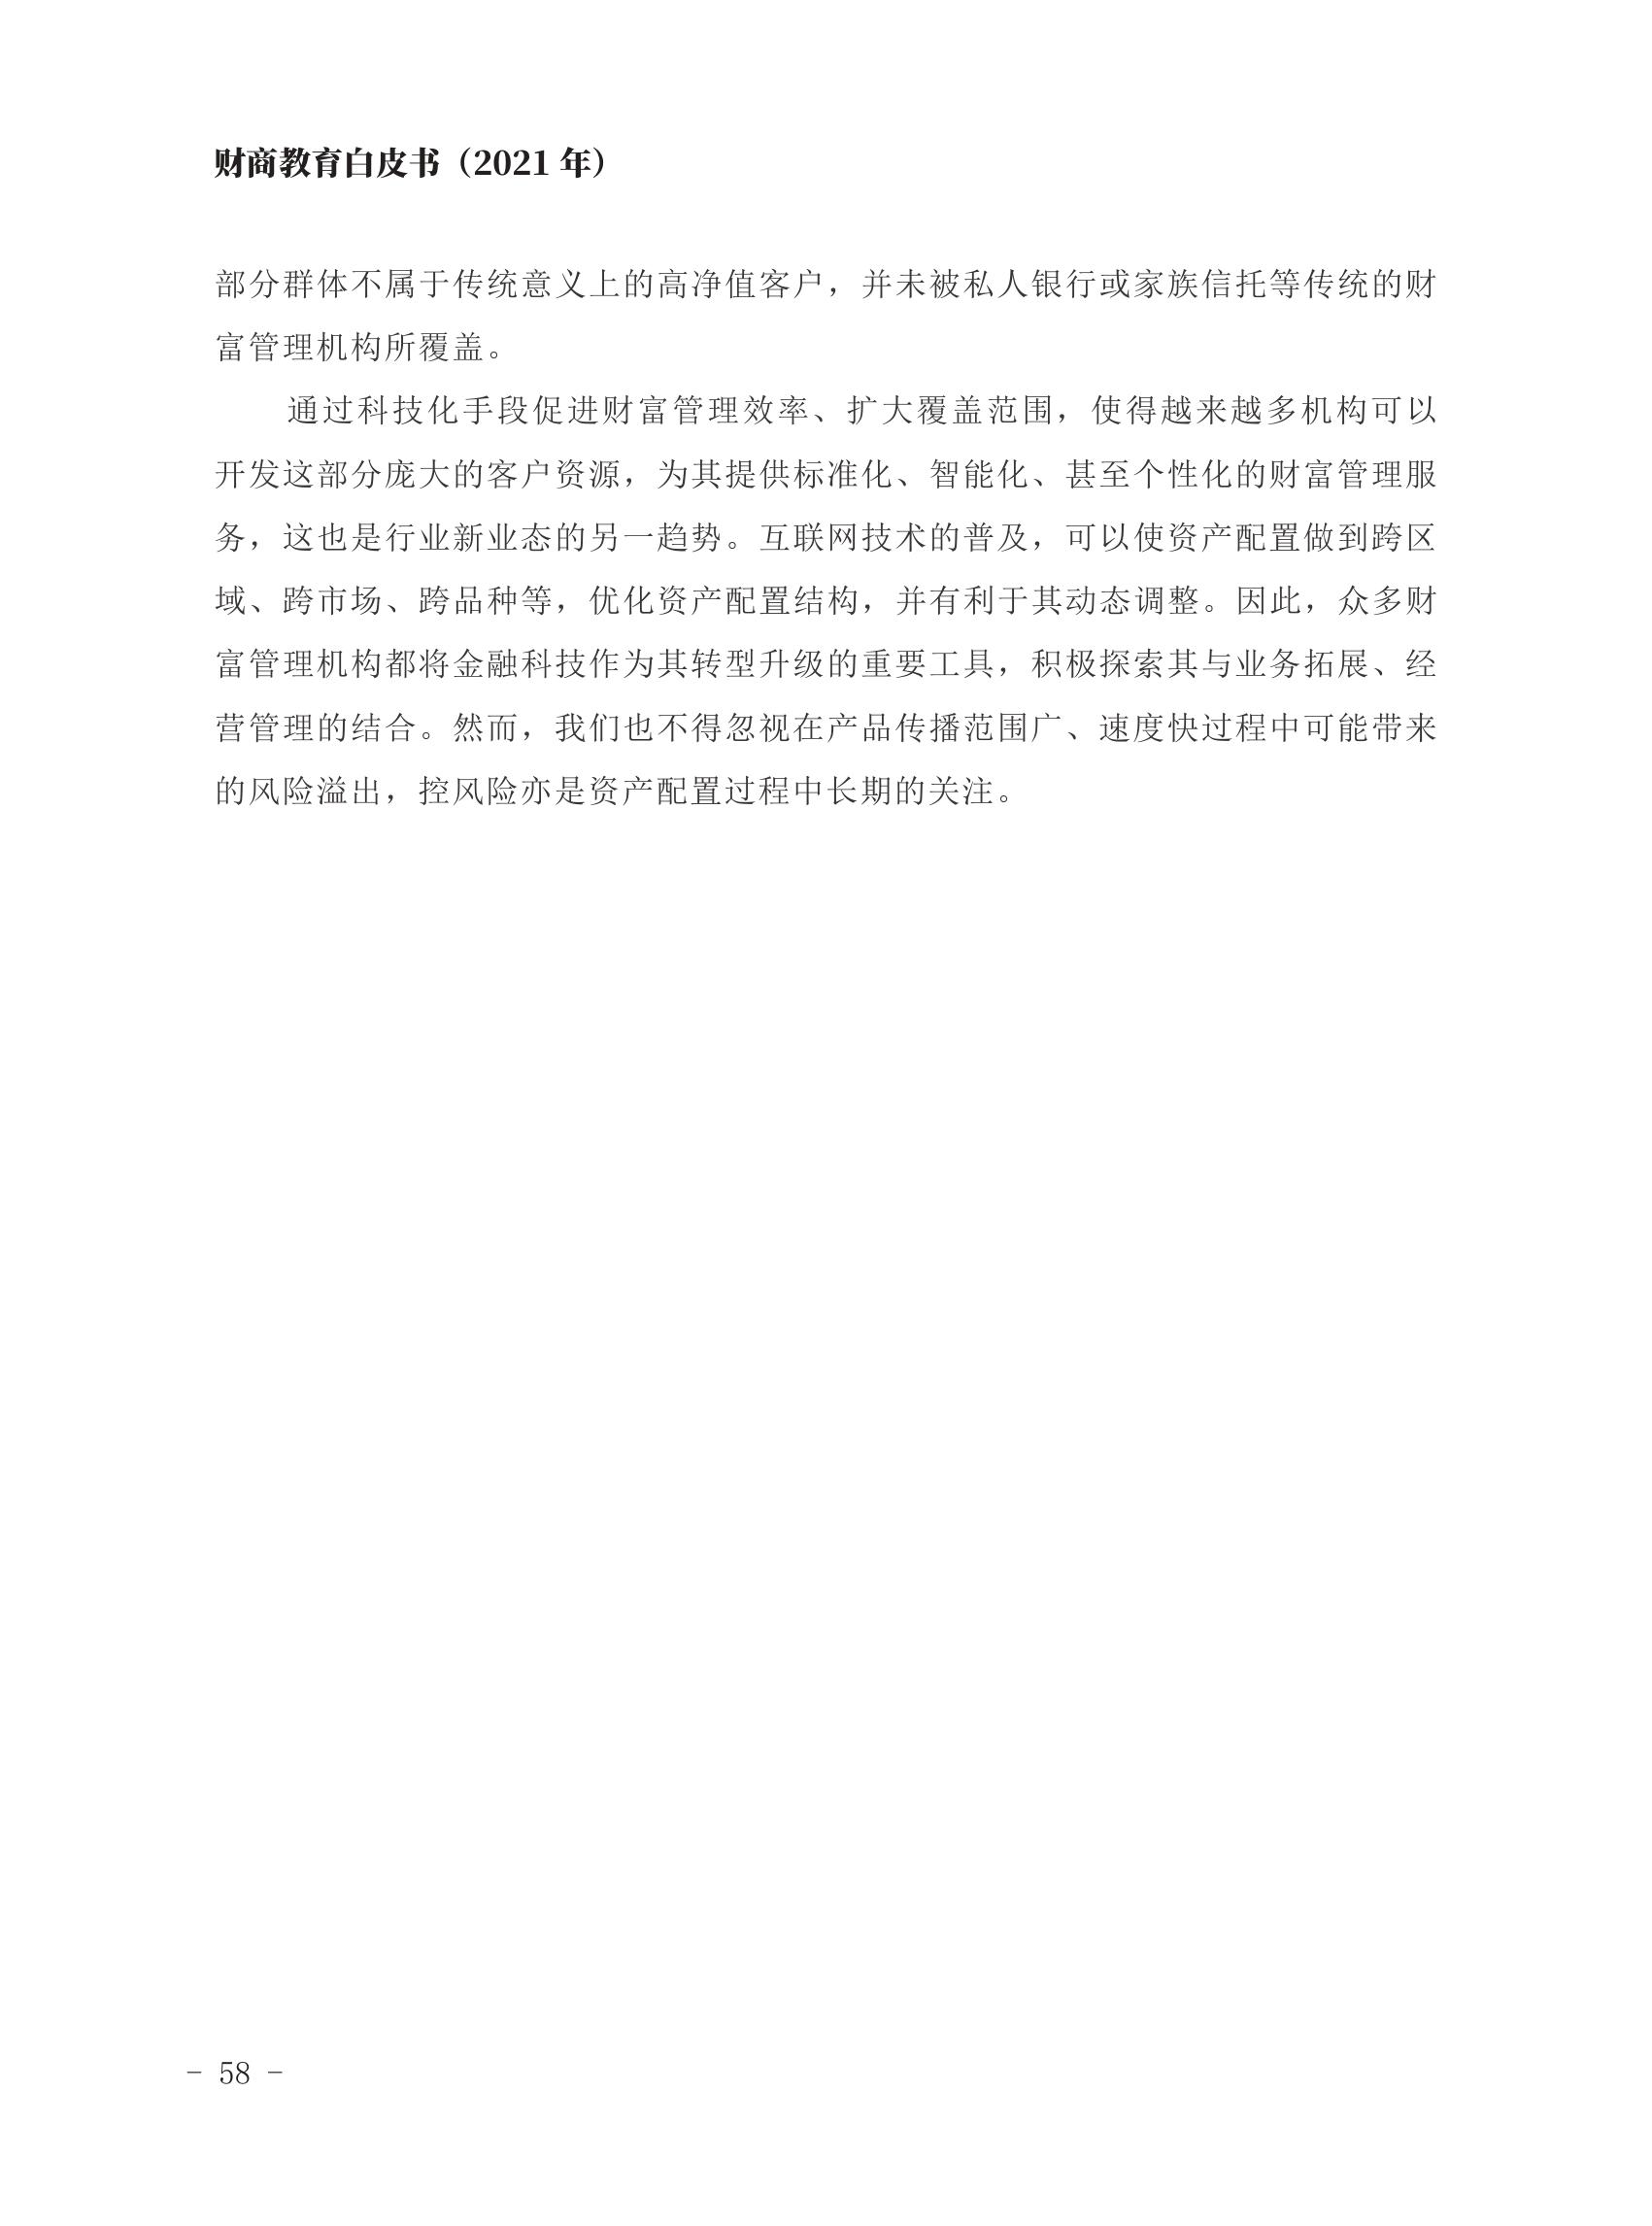 财商教育白皮书（2021 年）
部分群体不属于传统意义上的高净值客户，并未被私人银行或家族信托等传统的财
富管理机构所覆盖。
通过科技化手段促进财富管理效率、扩大覆盖范围，使得越来越多机构可以
开发这部分庞大的客户资源，为其提供标准化、智能化、甚至个性化的财富管理服
务，这也是行业新业态的另一趋势。互联网技术的普及，可以使资产配置做到跨区
域、跨市场、跨品种等，优化资产配置结构，并有利于其动态调整。因此，众多财
富管理机构都将金融科技作为其转型升级的重要工具，积极探索其与业务拓展、经
营管理的结合。然而，我们也不得忽视在产品传播范围广、速度快过程中可能带来
的风险溢出，控风险亦是资产配置过程中长期的关注。
- 58 -